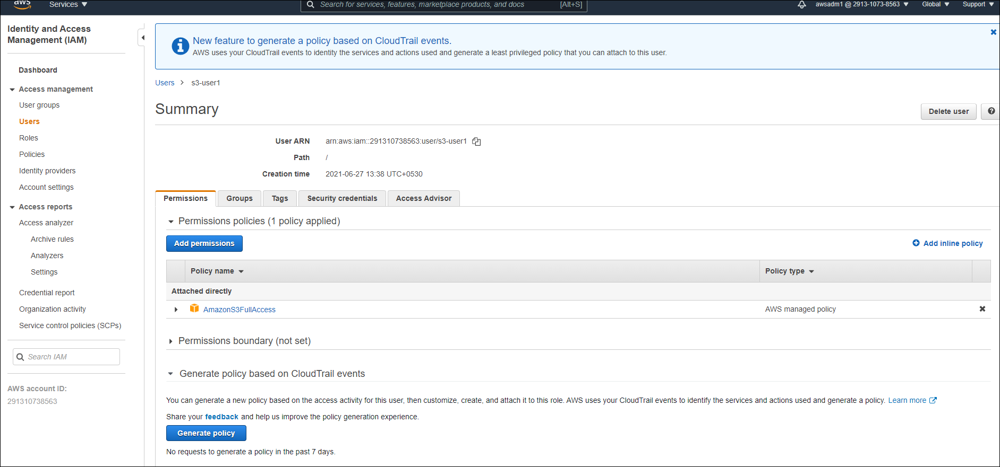 aws
Services
Search for services, features, marketplace products, and docs
[Alt+S]
awsadm1 @ 2913-1073-8563
Global
Support
Identity and Access
Management (IAM)
Dashboard
Access management
User groups
Users
Roles
Policies
Identity providers
Account settings
Access reports
Access analyzer
Archive rules
Analyzers
Settings
Credential report
Organization activity
Service control policies (SCPs)
Search IAM
AWS account ID:
291310738563
New feature to generate a policy based on CloudTrail events.
AWS uses your CloudTrail events to identify the services and actions used and generate a least privileged policy that you can attach to this user.
Users > s3-user1
Summary
Delete user
User ARN arn:aws:iam::291310738563:user/s3-user1
Path /
Creation time 2021-06-27 13:38 UTC+0530
Permissions
Groups
Tags
Security credentials
Access Advisor
Permissions policies (1 policy applied)
Add permissions
Add inline policy
Policy name
Policy type
Attached directly
AmazonS3FullAccess
AWS managed policy
Permissions boundary (not set)
Generate policy based on CloudTrail events
You can generate a new policy based on the access activity for this user, then customize, create, and attach it to this role. AWS uses your CloudTrail events to identify the services and actions used and generate a policy. Learn more
Share your feedback and help us improve the policy generation experience.
Generate policy
No requests to generate a policy in the past 7 days.